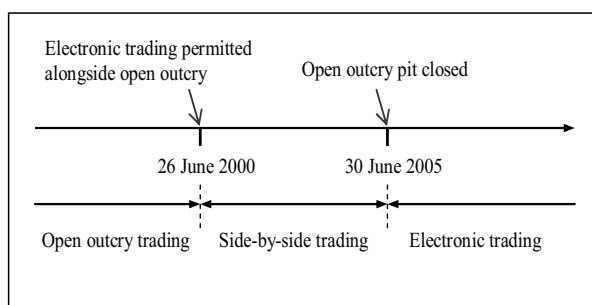 Electronic trading permitted
alongside open outcry
Open outcry pit closed
26 June 2000
30 June 2005
Open outcry trading
Side-by-side trading
Electronic trading